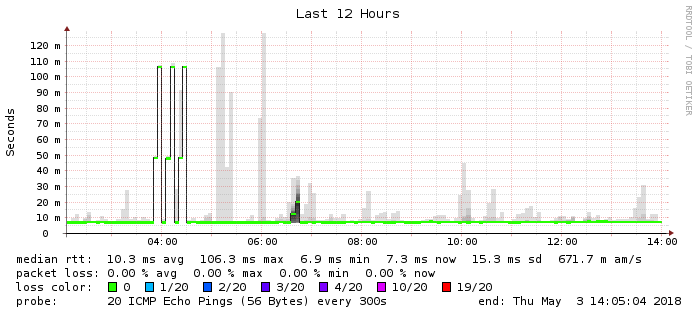 Last 12 Hours
RRDTOOL / TOBI OETIKER
Seconds
120 m
110 m
100 m
90 m
80 m
70 m
60 m
50 m
40 m
30 m
20 m
10 m
0
04:00 06:00 08:00 10:00 12:00 14:00
median rtt: 10.3 ms avg 106.3 ms max 6.9 ms min 7.3 ms now 15.3 ms sd 671.7 m am/s
packet loss: 0.00 % avg 0.00 % max 0.00 % min 0.00 % now
loss color: 0 1/20 2/20 3/20 4/20 10/20 19/20
probe: 20 ICMP Echo Pings (56 Bytes) every 300s end: Thu May 3 14:05:04 2018